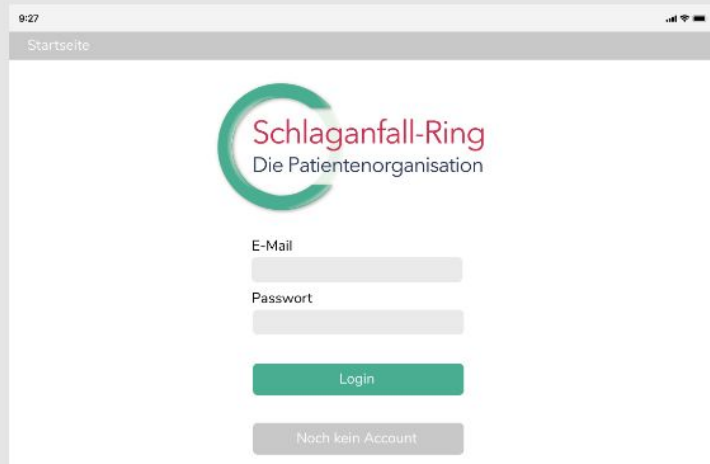 9:27
Startseite
Schlaganfall-Ring
Die Patientenorganisation
E-Mail
Passwort
Login
Noch kein Account